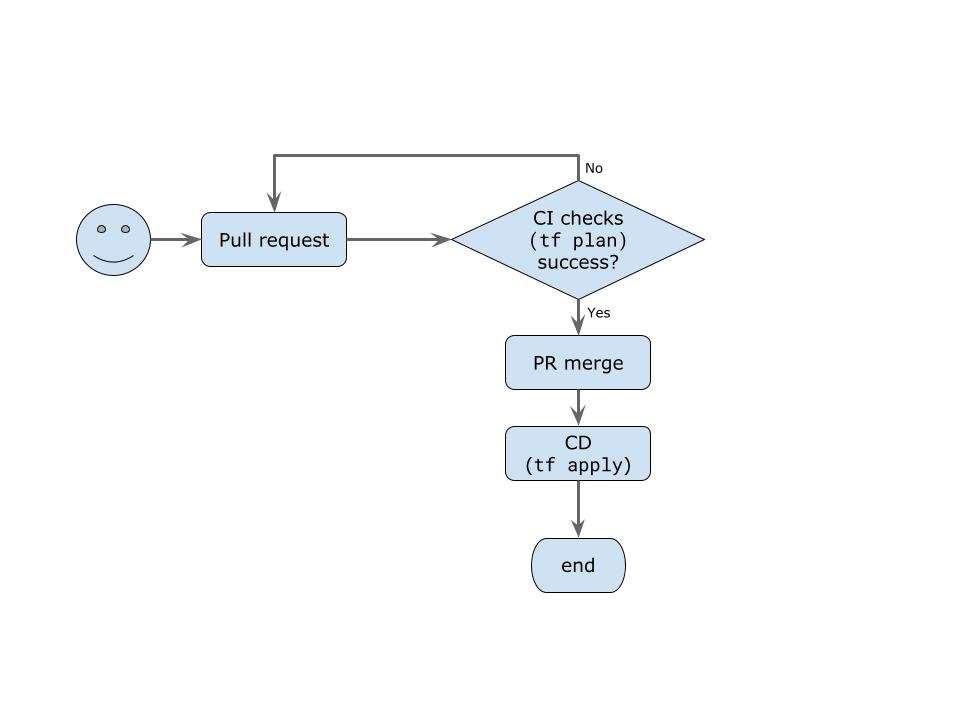 No
Pull request
CI checks
(tf plan)
success?
Yes
PR merge
CD
(tf apply)
end